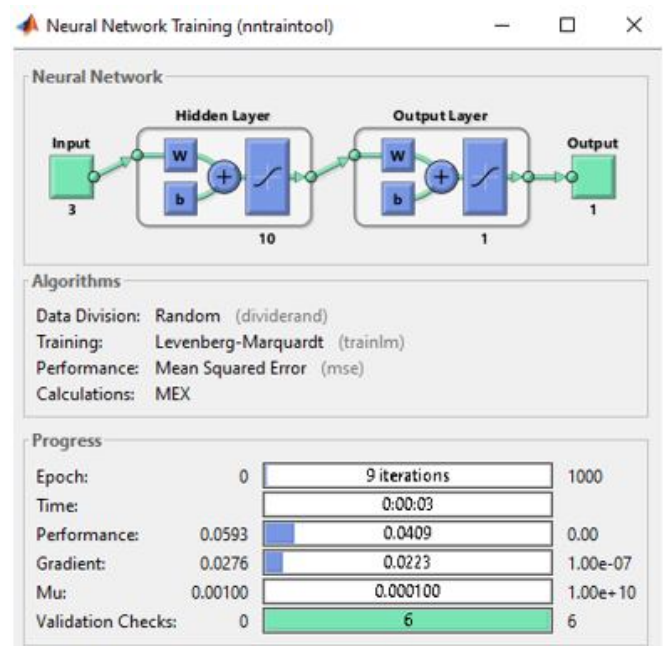 Neural Network Training (nntraintool)
Neural Network
Hidden Layer
Output Layer
Input
Output
W
b
+
W
b
+
3
10
1
1
Algorithms
Data Division: Random (dividerand)
Training: Levenberg-Marquardt (trainlm)
Performance: Mean Squared Error (mse)
Calculations: MEX
Progress
Epoch: 0 9 iterations 1000
Time: 0:00:03
Performance: 0.0593 0.0409 0.00
Gradient: 0.0276 0.0223 1.00e-07
Mu: 0.00100 0.000100 1.00e+10
Validation Checks: 0 6 6